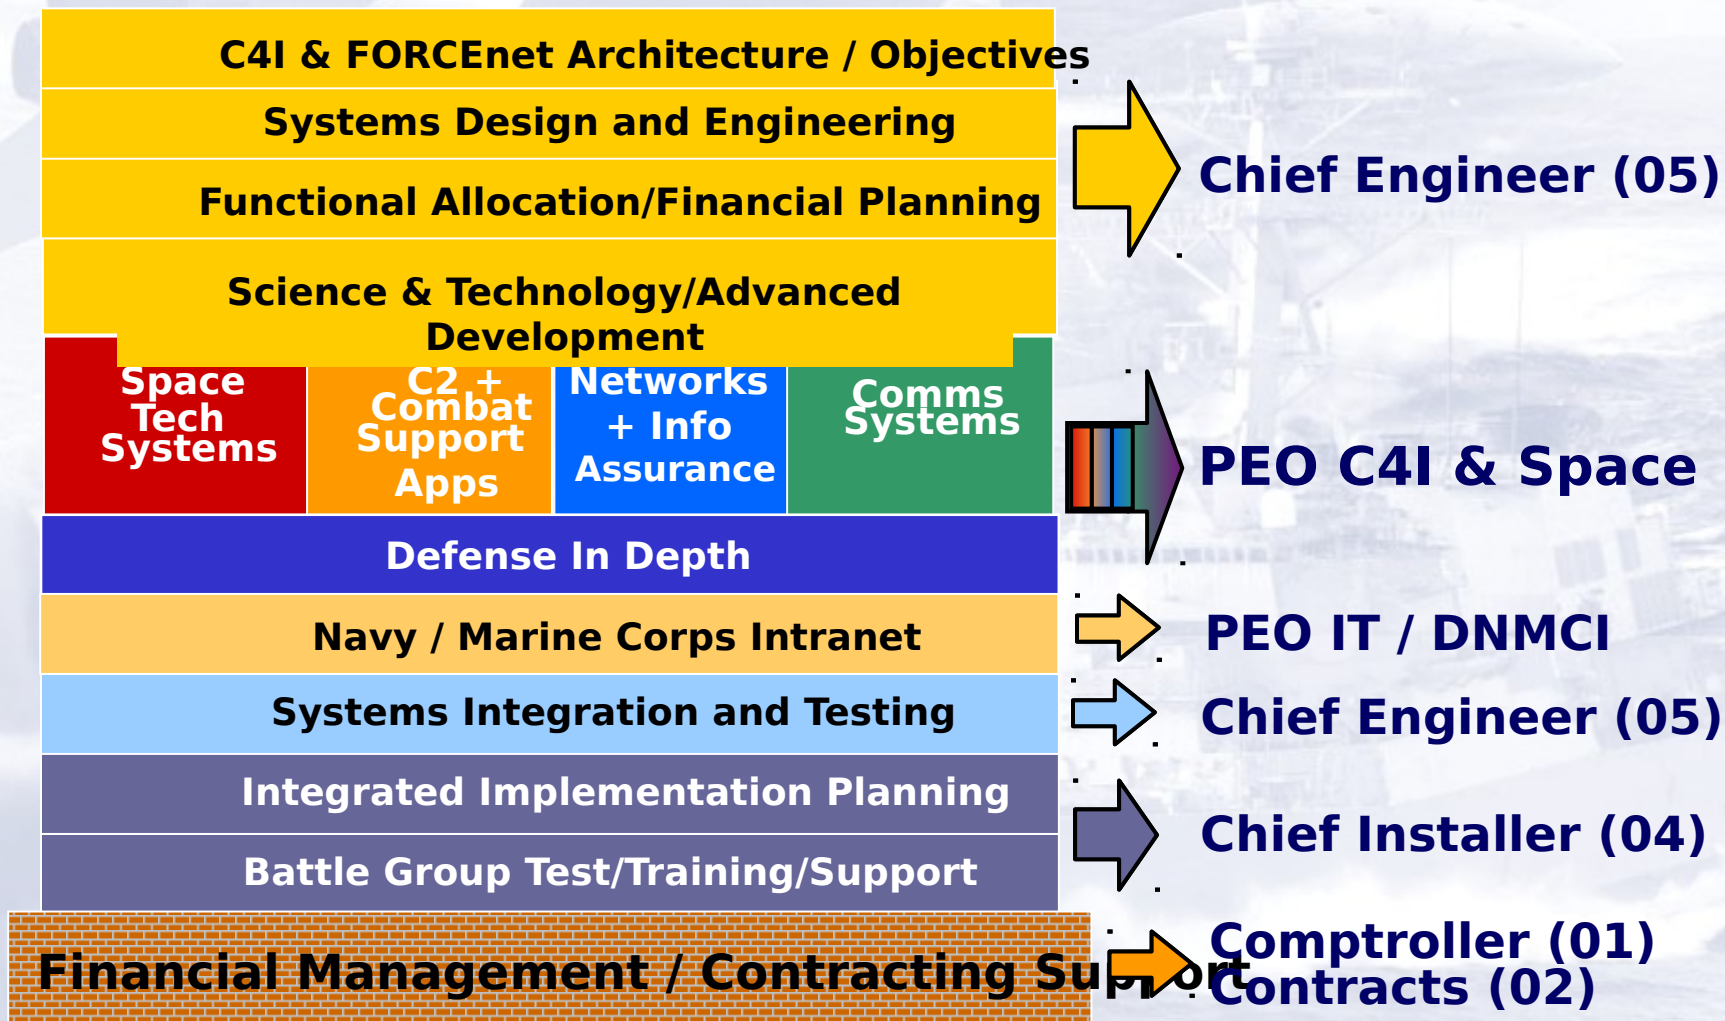 C4I & FORCEnet Architecture / Objectives
Systems Design and Engineering
Functional Allocation/Financial Planning
Chief Engineer (05)
Science & Technology/Advanced
Development
Space
Tech
Systems
C2 +
Combat
Support
Apps
Networks
+ Info
Assurance
Comms
Systems
PEO C4I & Space
Defense In Depth
Navy / Marine Corps Intranet
PEO IT / DNMCI
Systems Integration and Testing
Chief Engineer (05)
Integrated Implementation Planning
Chief Installer (04)
Battle Group Test/Training/Support
Financial Management / Contracting Support
Comptroller (01)
Contracts (02)